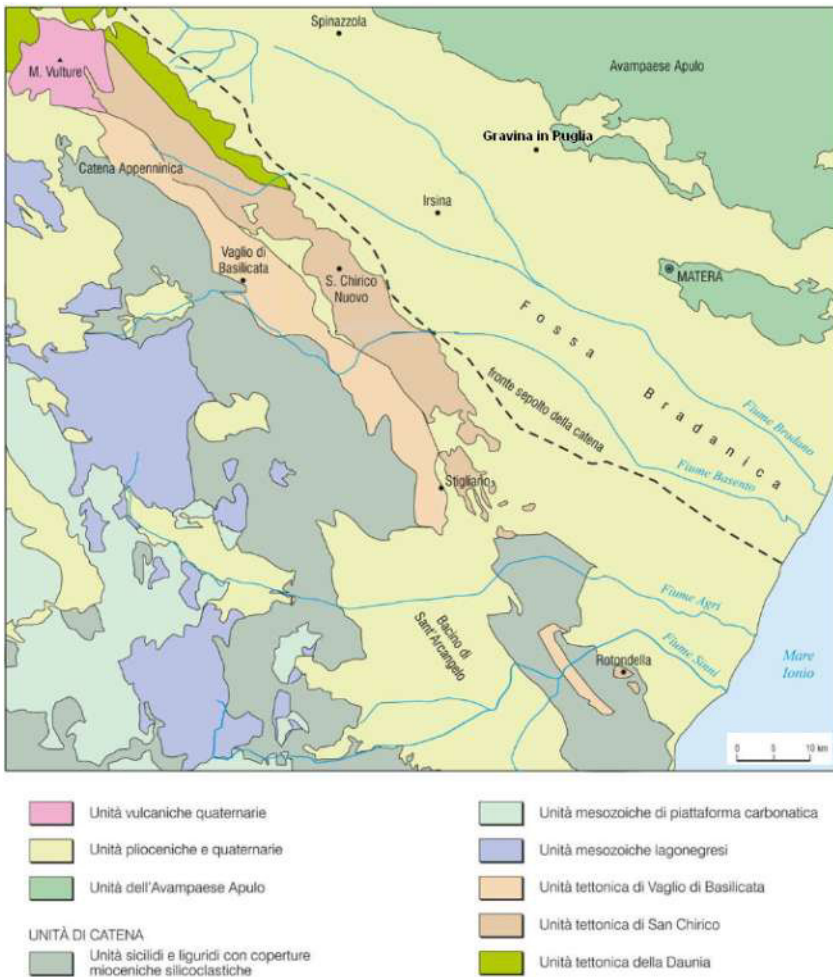 Spinazzola
M. Vulture
Avampaese Apulo
Gravina in Puglia
Catena Appenninica
Irsina
Vaglio di
Basilicata
S. Chirico
Nuovo
MATERA
Fossa Bradanica
fronte sepolto della catena
Fiume Bradano
Fiume Basento
Stigliano
Fiume Agri
Bacino di
Sant'Arcangelo
Fiume Sinni
Rotondella
Mare
Ionio
0 5 10 km
Unità vulcaniche quaternarie
Unità plioceniche e quaternarie
Unità dell'Avampaese Apulo
UNITÀ DI CATENA
Unità sicilidi e liguridi con coperture
mioceniche silicoclastiche
Unità mesozoiche di piattaforma carbonatica
Unità mesozoiche lagonegresi
Unità tettonica di Vaglio di Basilicata
Unità tettonica di San Chirico
Unità tettonica della Daunia